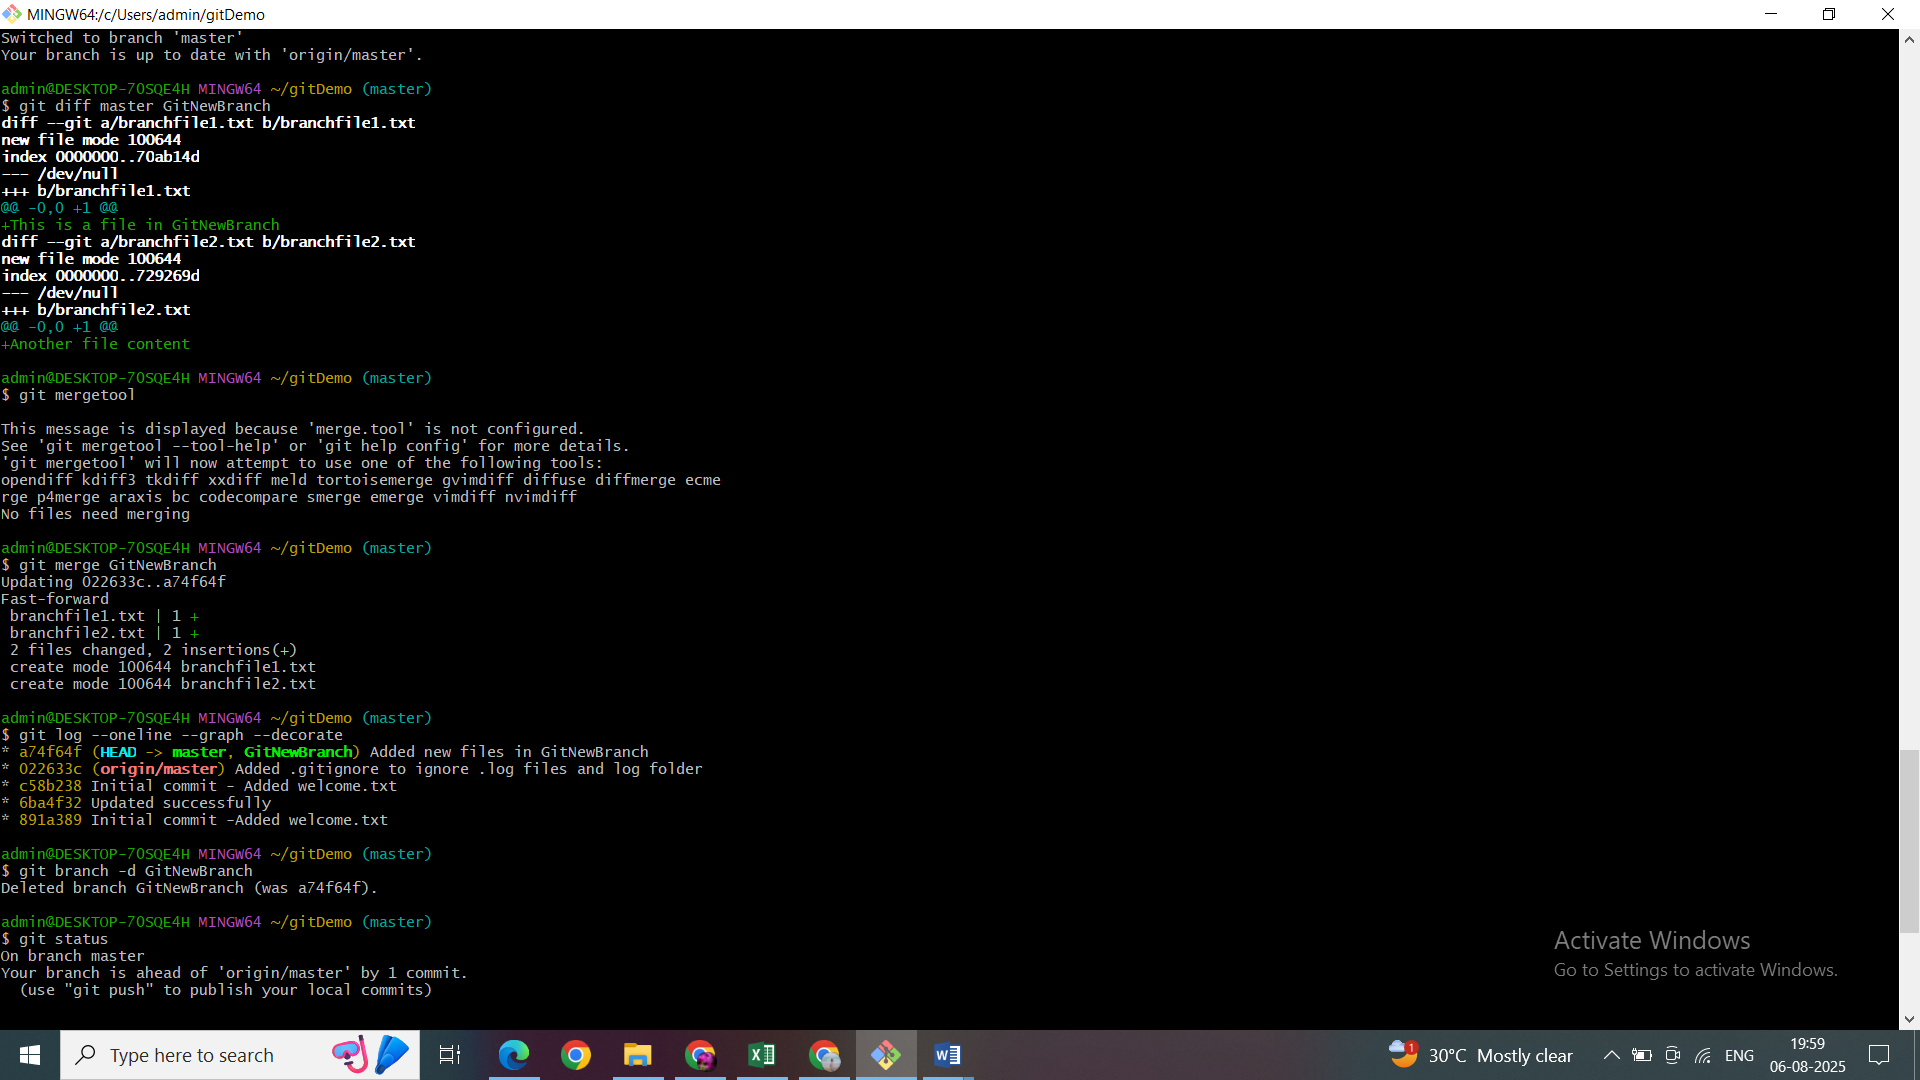 MINGW64:/c/Users/admin/gitDemo
Switched to branch 'master'
Your branch is up to date with 'origin/master'.
admin@DESKTOP-7OSQE4H MINGW64 ~/gitDemo (master)
$ git diff master GitNewBranch
diff --git a/branchfile1.txt b/branchfile1.txt
new file mode 100644
index 0000000..70ab14d
--- /dev/null
+++ b/branchfile1.txt
@@ -0,0 +1 @@
+This is a file in GitNewBranch
diff --git a/branchfile2.txt b/branchfile2.txt
new file mode 100644
index 0000000..729269d
--- /dev/null
+++ b/branchfile2.txt
@@ -0,0 +1 @@
+Another file content
admin@DESKTOP-7OSQE4H MINGW64 ~/gitDemo (master)
$ git mergetool
This message is displayed because 'merge.tool' is not configured.
See 'git mergetool --tool-help' or 'git help config' for more details.
'git mergetool' will now attempt to use one of the following tools:
opendiff kdiff3 tkdiff xxdiff meld tortoisemerge gvimdiff diffuse diffmerge ecme
rge p4merge araxis bc codecompare smerge emerge vimdiff nvimdiff
No files need merging
admin@DESKTOP-7OSQE4H MINGW64 ~/gitDemo (master)
$ git merge GitNewBranch
Updating 022633c..a74f64f
Fast-forward
 branchfile1.txt | 1 +
 branchfile2.txt | 1 +
 2 files changed, 2 insertions(+)
 create mode 100644 branchfile1.txt
 create mode 100644 branchfile2.txt
admin@DESKTOP-7OSQE4H MINGW64 ~/gitDemo (master)
$ git log --oneline --graph --decorate
* a74f64f (HEAD -> master, GitNewBranch) Added new files in GitNewBranch
* 022633c (origin/master) Added .gitignore to ignore .log files and log folder
* c58b238 Initial commit - Added welcome.txt
* 6ba4f32 Updated successfully
* 891a389 Initial commit -Added welcome.txt
admin@DESKTOP-7OSQE4H MINGW64 ~/gitDemo (master)
$ git branch -d GitNewBranch
Deleted branch GitNewBranch (was a74f64f).
admin@DESKTOP-7OSQE4H MINGW64 ~/gitDemo (master)
$ git status
On branch master
Your branch is ahead of 'origin/master' by 1 commit.
  (use "git push" to publish your local commits)
Activate Windows
Go to Settings to activate Windows.
Type here to search
1
30°C Mostly clear
ENG
19:59
06-08-2025